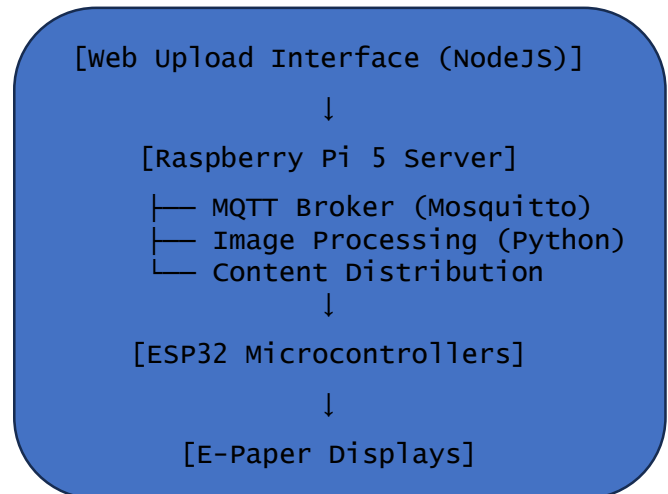 [Web Upload Interface (NodeJS)]
↓
[Raspberry Pi 5 Server]
├── MQTT Broker (Mosquitto)
├── Image Processing (Python)
└── Content Distribution
↓
[ESP32 Microcontrollers]
↓
[E-Paper Displays]